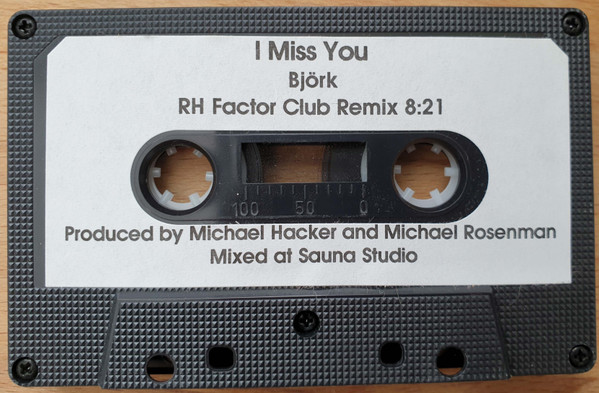 I Miss You
Björk
RH Factor Club Remix 8:21
100 50 0
Produced by Michael Hacker and Michael Rosenman
Mixed at Sauna Studio